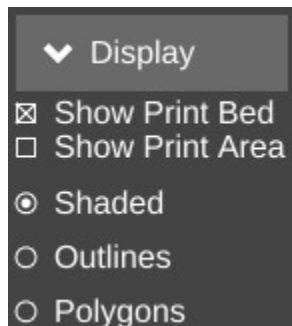 Display
Show Print Bed
Show Print Area
Shaded
Outlines
Polygons